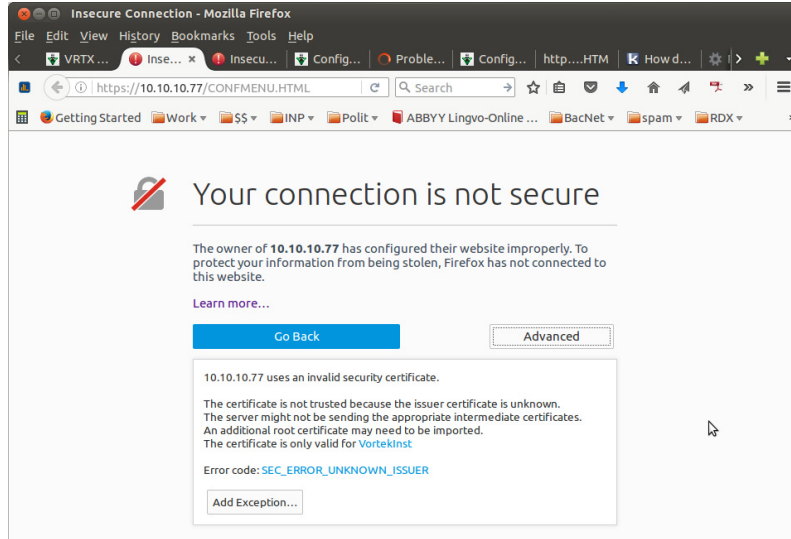 Insecure Connection - Mozilla Firefox
File Edit View History Bookmarks Tools Help
VRTX ... Inse... × Insecu... Config... Proble... Config... http....HTM How d...
https://10.10.10.77/CONFMENU.HTML Search
Getting Started Work $$ INP Polit ABBYY Lingvo-Online ... BacNet spam RDX
Your connection is not secure
The owner of 10.10.10.77 has configured their website improperly. To
protect your information from being stolen, Firefox has not connected to
this website.
Learn more...
Go Back Advanced
10.10.10.77 uses an invalid security certificate.
The certificate is not trusted because the issuer certificate is unknown.
The server might not be sending the appropriate intermediate certificates.
An additional root certificate may need to be imported.
The certificate is only valid for VortekInst
Error code: SEC_ERROR_UNKNOWN_ISSUER
Add Exception...